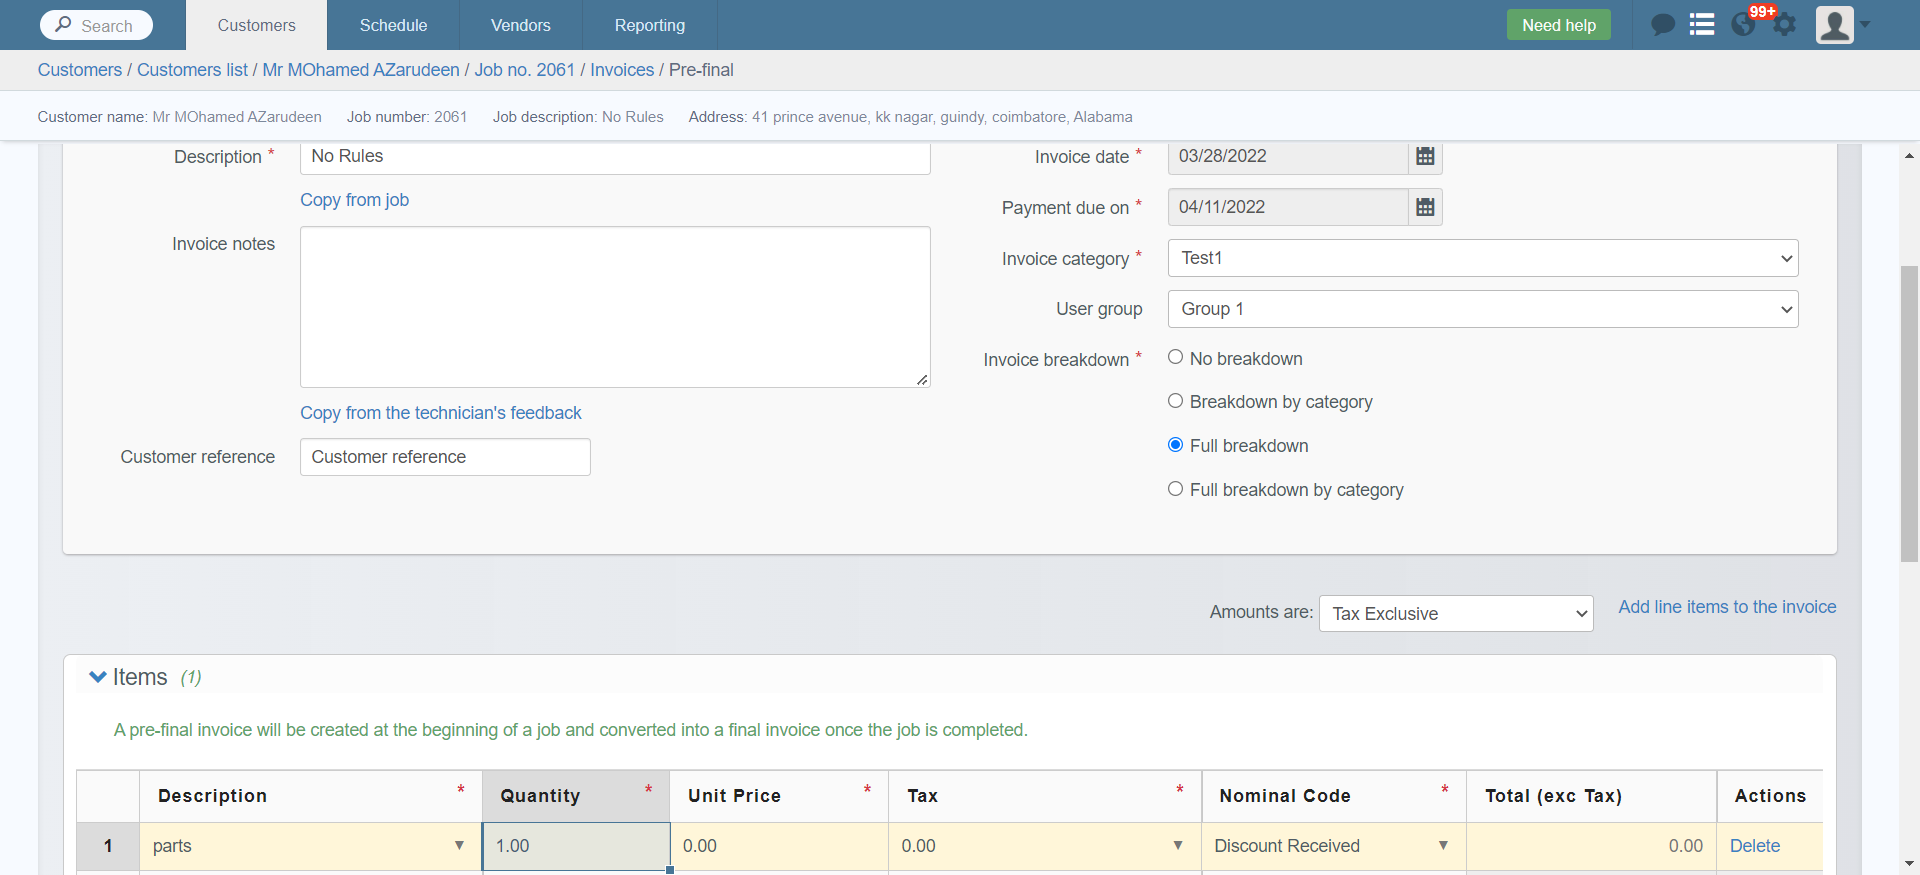 Search Customers Schedule Vendors Reporting Need help 99+
Customers / Customers list / Mr MOhamed AZarudeen / Job no. 2061 / Invoices / Pre-final
Customer name: Mr MOhamed AZarudeen Job number: 2061 Job description: No Rules Address: 41 prince avenue, kk nagar, guindy, coimbatore, Alabama
Description * No Rules
Copy from job
Invoice notes
Copy from the technician's feedback
Customer reference Customer reference
Invoice date * 03/28/2022
Payment due on * 04/11/2022
Invoice category * Test1
User group Group 1
Invoice breakdown * No breakdown
Breakdown by category
Full breakdown
Full breakdown by category
Amounts are: Tax Exclusive Add line items to the invoice
Items (1)
A pre-final invoice will be created at the beginning of a job and converted into a final invoice once the job is completed.
Description * Quantity * Unit Price * Tax * Nominal Code * Total (exc Tax) Actions
1 parts 1.00 0.00 0.00 Discount Received 0.00 Delete